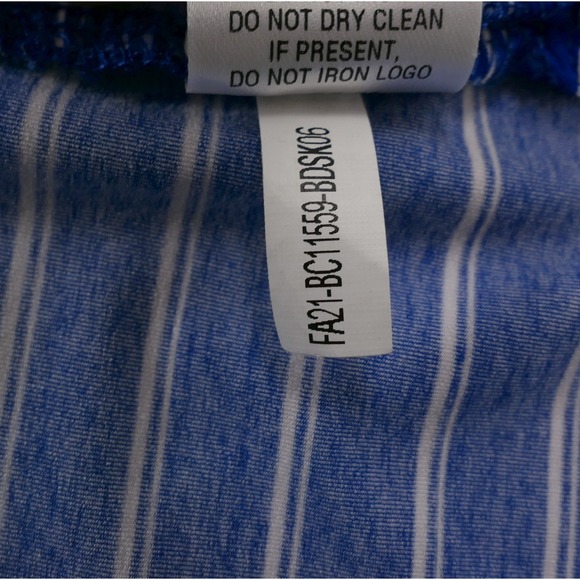 DO NOT DRY CLEAN
IF PRESENT,
DO NOT IRON LOGO
FA21-BC11559-BDSK06